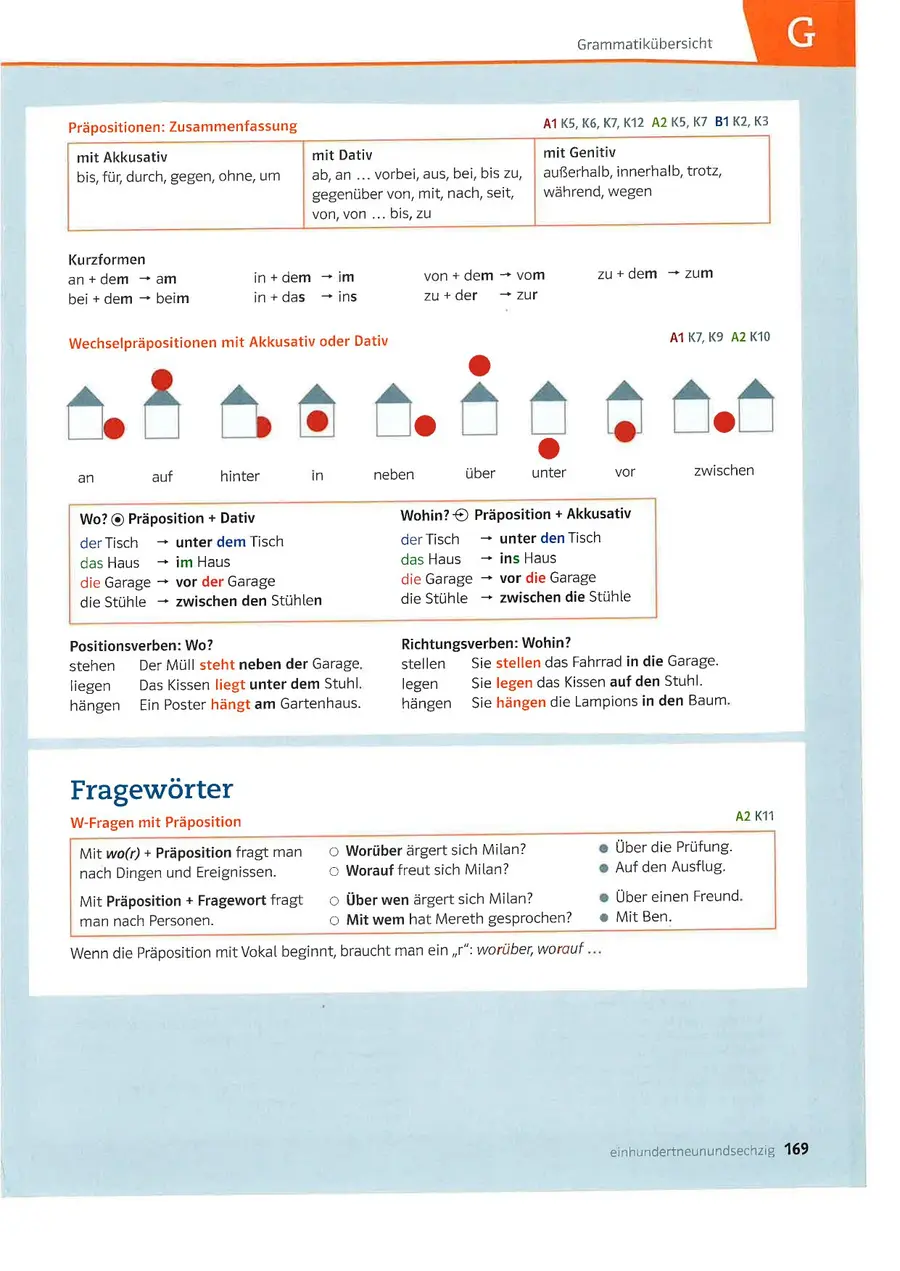 Grammatikübersicht
G
Präpositionen: Zusammenfassung
A1 K5, K6, K7, K12 A2 K5, K7 B1 K2, K3
mit Akkusativ
bis, für, durch, gegen, ohne, um
mit Dativ
ab, an ... vorbei, aus, bei, bis zu,
gegenüber von, mit, nach, seit,
von, von ... bis, zu
mit Genitiv
außerhalb, innerhalb, trotz,
während, wegen
Kurzformen
an + dem → am in + dem → im von + dem → vom zu + dem → zum
bei + dem → beim in + das → ins zu + der → zur
Wechselpräpositionen mit Akkusativ oder Dativ
A1 K7, K9 A2 K10
an auf hinter in neben über unter vor zwischen
Wo? Präposition + Dativ
der Tisch → unter dem Tisch
das Haus → im Haus
die Garage → vor der Garage
die Stühle → zwischen den Stühlen
Wohin? Präposition + Akkusativ
der Tisch → unter den Tisch
das Haus → ins Haus
die Garage → vor die Garage
die Stühle → zwischen die Stühle
Positionsverben: Wo?
stehen Der Müll steht neben der Garage.
liegen Das Kissen liegt unter dem Stuhl.
hängen Ein Poster hängt am Gartenhaus.
Richtungsverben: Wohin?
stellen Sie stellen das Fahrrad in die Garage.
legen Sie legen das Kissen auf den Stuhl.
hängen Sie hängen die Lampions in den Baum.
Fragewörter
W-Fragen mit Präposition
A2 K11
Mit wo(r) + Präposition fragt man
nach Dingen und Ereignissen.
○ Worüber ärgert sich Milan? ● Über die Prüfung.
○ Worauf freut sich Milan? ● Auf den Ausflug.
Mit Präposition + Fragewort fragt
man nach Personen.
○ Über wen ärgert sich Milan? ● Über einen Freund.
○ Mit wem hat Mereth gesprochen? ● Mit Ben.
Wenn die Präposition mit Vokal beginnt, braucht man ein „r“: worüber, worauf ...
einhundertneunundsechzig 169